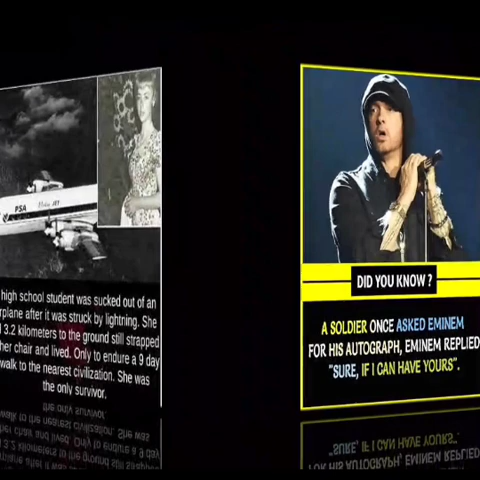 PSA
high school student was sucked out of an
rplane after it was struck by lightning. She
3.2 kilometers to the ground still strapped
her chair and lived. Only to endure a 9 day
walk to the nearest civilization. She was
the only survivor.
DID YOU KNOW?
A SOLDIER ONCE ASKED EMINEM
FOR HIS AUTOGRAPH, EMINEM REPLIED
"SURE, IF I CAN HAVE YOURS".